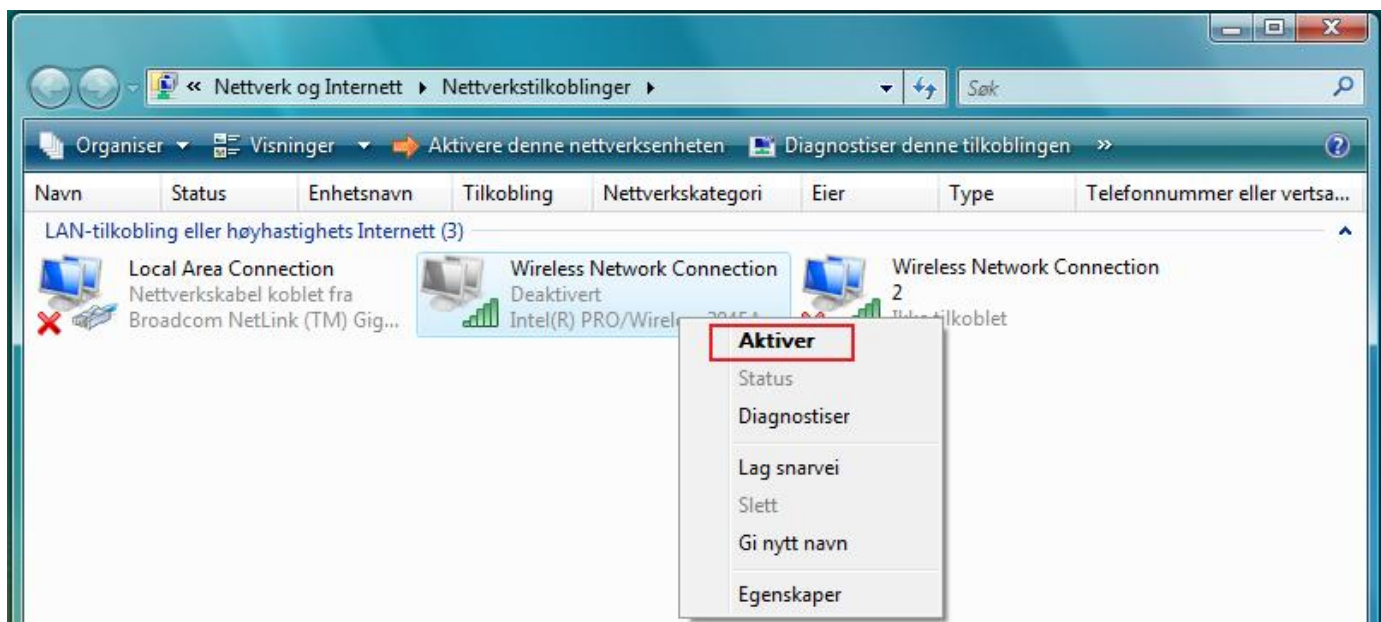 « Nettverk og Internett ▸ Nettverkstilkoblinger ▸ Søk
Organiser Visninger Aktivere denne nettverksenheten Diagnostiser denne tilkoblingen »
Navn Status Enhetsnavn Tilkobling Nettverkskategori Eier Type Telefonnummer eller vertsa...
LAN-tilkobling eller høyhastighets Internett (3)
Local Area Connection
Nettverkskabel koblet fra
Broadcom NetLink (TM) Gig...
Wireless Network Connection
Deaktivert
Intel(R)
Wireless Network Connection
2
tilkoblet
Aktiver
Status
Diagnostiser
Lag snarvei
Slett
Gi nytt navn
Egenskaper